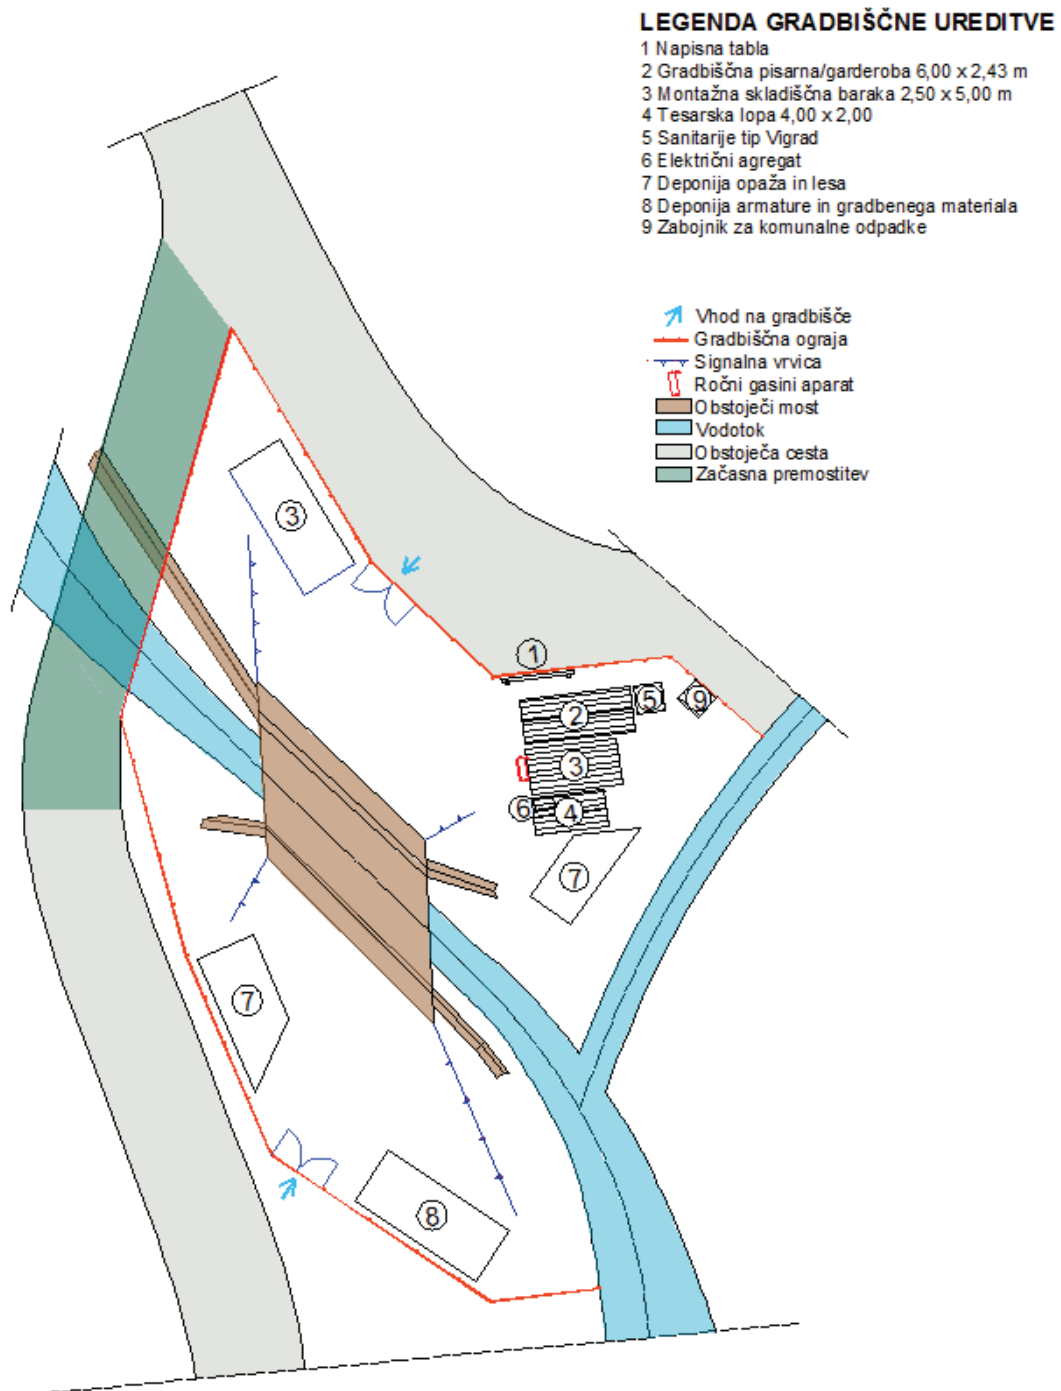 LEGENDA GRADBIŠČNE UREDITVE
1 Napisna tabla
2 Gradbiščna pisarna/garderoba 6,00 x 2,43 m
3 Montažna skladiščna baraka 2,50 x 5,00 m
4 Tesarska lopa 4,00 x 2,00
5 Sanitarije tip Vigrad
6 Električni agregat
7 Deponija opaža in lesa
8 Deponija armature in gradbenega materiala
9 Zabojnik za komunalne odpadke
Vhod na gradbišče
Gradbiščna ograja
Signalna vrvica
Ročni gasini aparat
Obstoječi most
Vodotok
Obstoječa cesta
Začasna premostitev
3
1
5
9
2
3
6
4
7
7
8